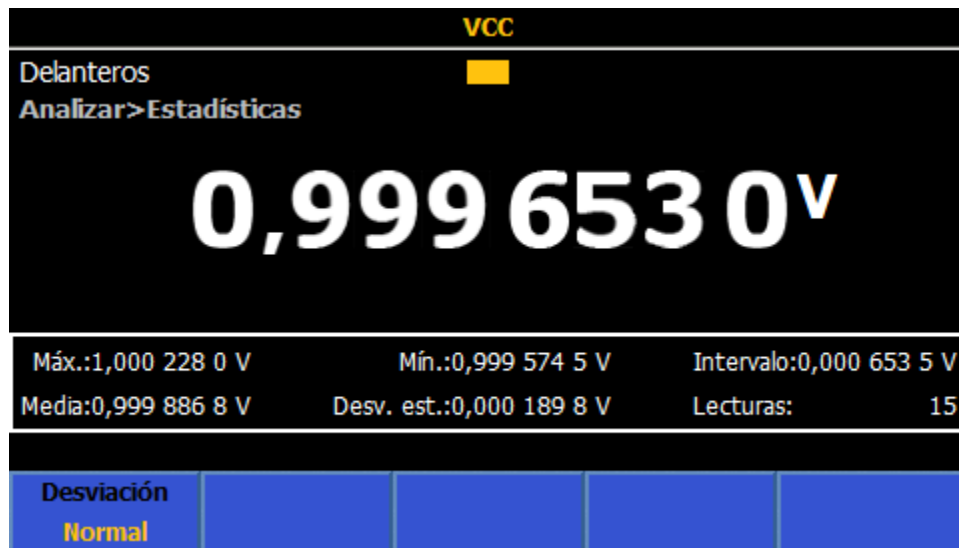 VCC
Delanteros
Analizar>Estadísticas
0,999 653 0 V
Máx.:1,000 228 0 V Mín.:0,999 574 5 V Intervalo:0,000 653 5 V
Media:0,999 886 8 V Desv. est.:0,000 189 8 V Lecturas: 15
Desviación
Normal